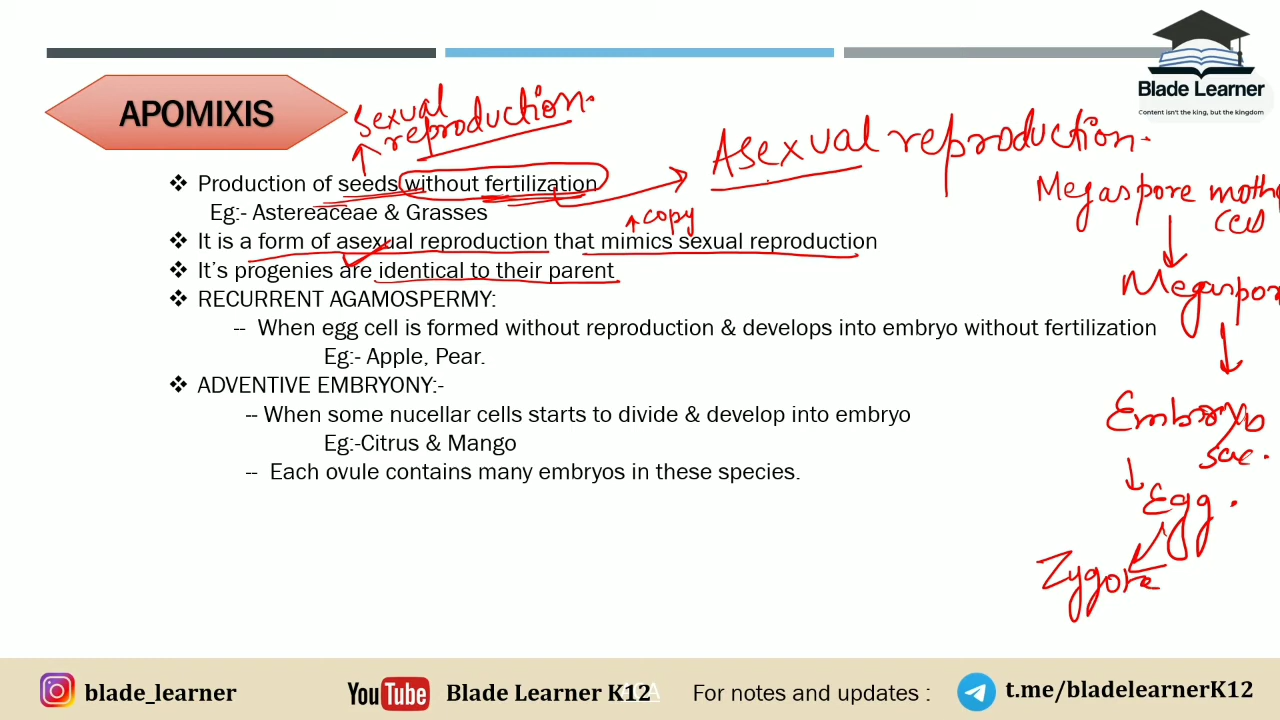 Blade Learner
Content isn't the king, but the kingdom
APOMIXIS
Sexual
reproduction.
Asexual reproduction.
❖ Production of seeds without fertilization
Eg:- Astereaceae & Grasses
copy
❖ It is a form of asexual reproduction that mimics sexual reproduction
❖ It's progenies are identical to their parent
❖ RECURRENT AGAMOSPERMY:
-- When egg cell is formed without reproduction & develops into embryo without fertilization
Eg:- Apple, Pear.
❖ ADVENTIVE EMBRYONY:-
-- When some nucellar cells starts to divide & develop into embryo
Eg:-Citrus & Mango
-- Each ovule contains many embryos in these species.
Megaspore moth
Megaspor
Embryo
sac.
Egg.
Zygote
blade_learner
YouTube Blade Learner K12
For notes and updates :
t.me/bladelearnerK12